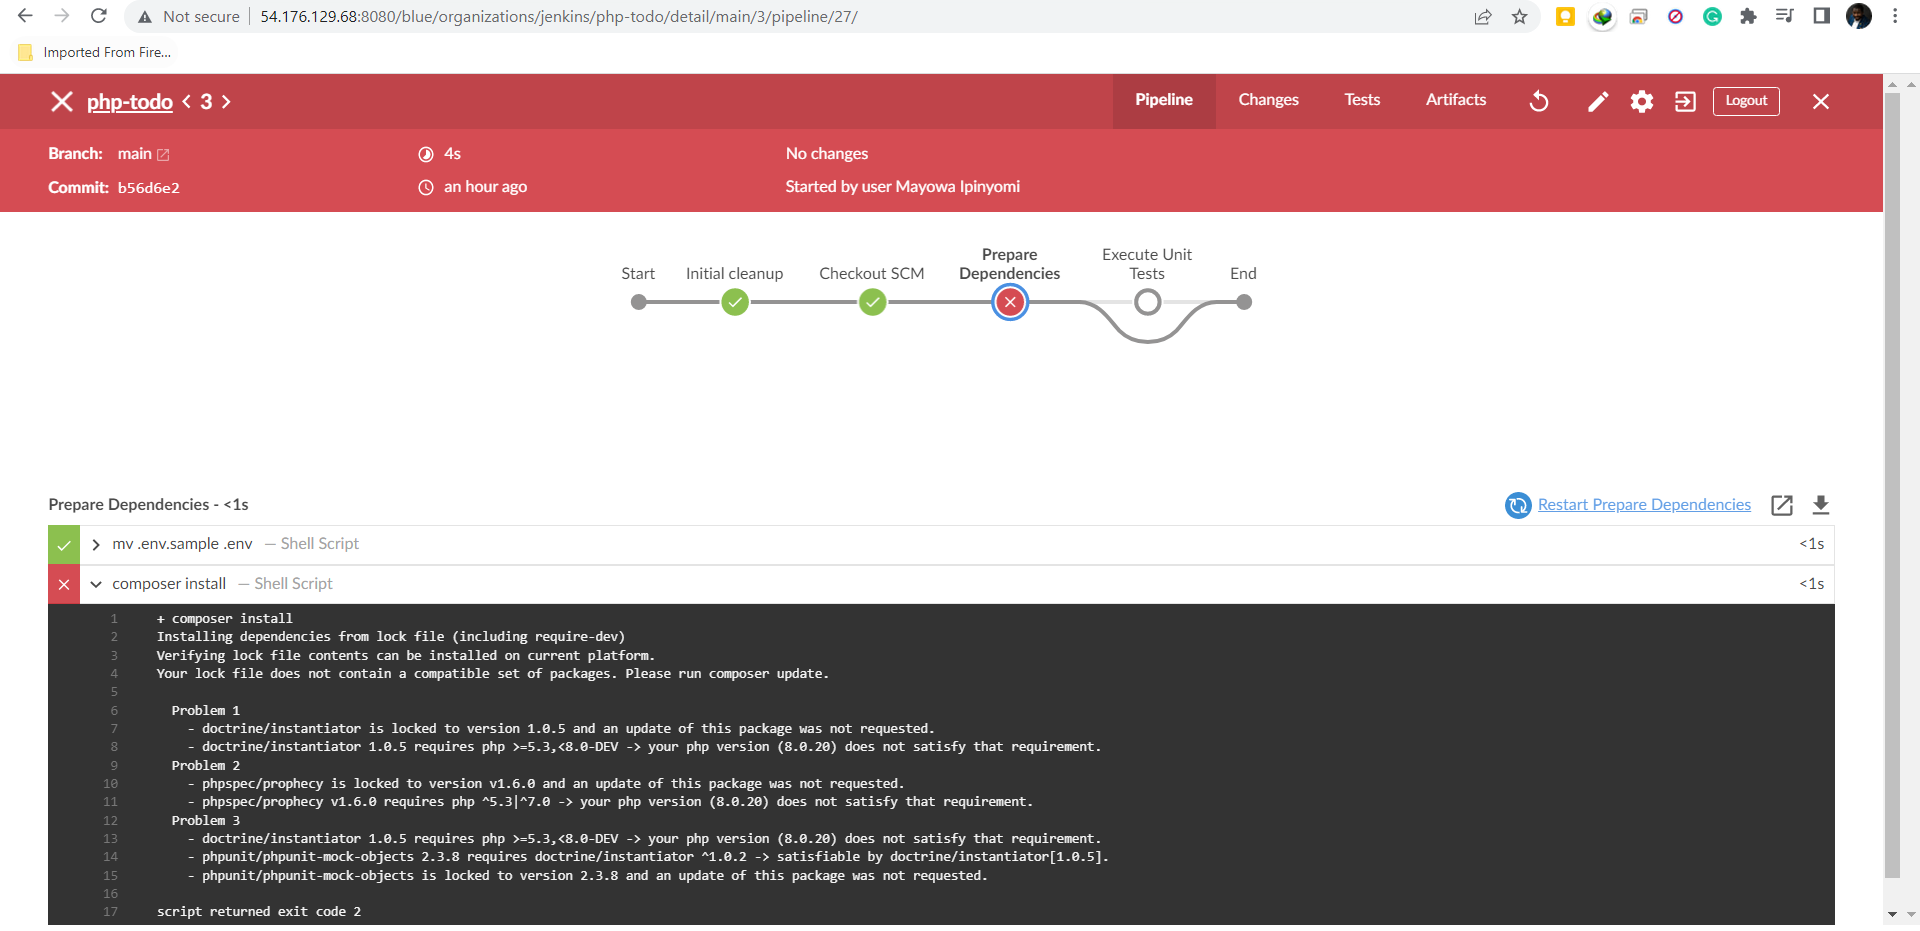 Not secure
54.176.129.68:8080/blue/organizations/jenkins/php-todo/detail/main/3/pipeline/27/
Imported From Fire...
php-todo < 3 >
Pipeline
Changes
Tests
Artifacts
Logout
Branch: main
4s
No changes
Commit: b56d6e2
an hour ago
Started by user Mayowa Ipinyomi
Start
Initial cleanup
Checkout SCM
Prepare
Dependencies
Execute Unit
Tests
End
Prepare Dependencies - <1s
Restart Prepare Dependencies
mv .env.sample .env — Shell Script
<1s
composer install — Shell Script
<1s
1 + composer install
2 Installing dependencies from lock file (including require-dev)
3 Verifying lock file contents can be installed on current platform.
4 Your lock file does not contain a compatible set of packages. Please run composer update.
5
6 Problem 1
7 - doctrine/instantiator is locked to version 1.0.5 and an update of this package was not requested.
8 - doctrine/instantiator 1.0.5 requires php >=5.3,<8.0-DEV -> your php version (8.0.20) does not satisfy that requirement.
9 Problem 2
10 - phpspec/prophecy is locked to version v1.6.0 and an update of this package was not requested.
11 - phpspec/prophecy v1.6.0 requires php ^5.3|^7.0 -> your php version (8.0.20) does not satisfy that requirement.
12 Problem 3
13 - doctrine/instantiator 1.0.5 requires php >=5.3,<8.0-DEV -> your php version (8.0.20) does not satisfy that requirement.
14 - phpunit/phpunit-mock-objects 2.3.8 requires doctrine/instantiator ^1.0.2 -> satisfiable by doctrine/instantiator[1.0.5].
15 - phpunit/phpunit-mock-objects is locked to version 2.3.8 and an update of this package was not requested.
16
17 script returned exit code 2